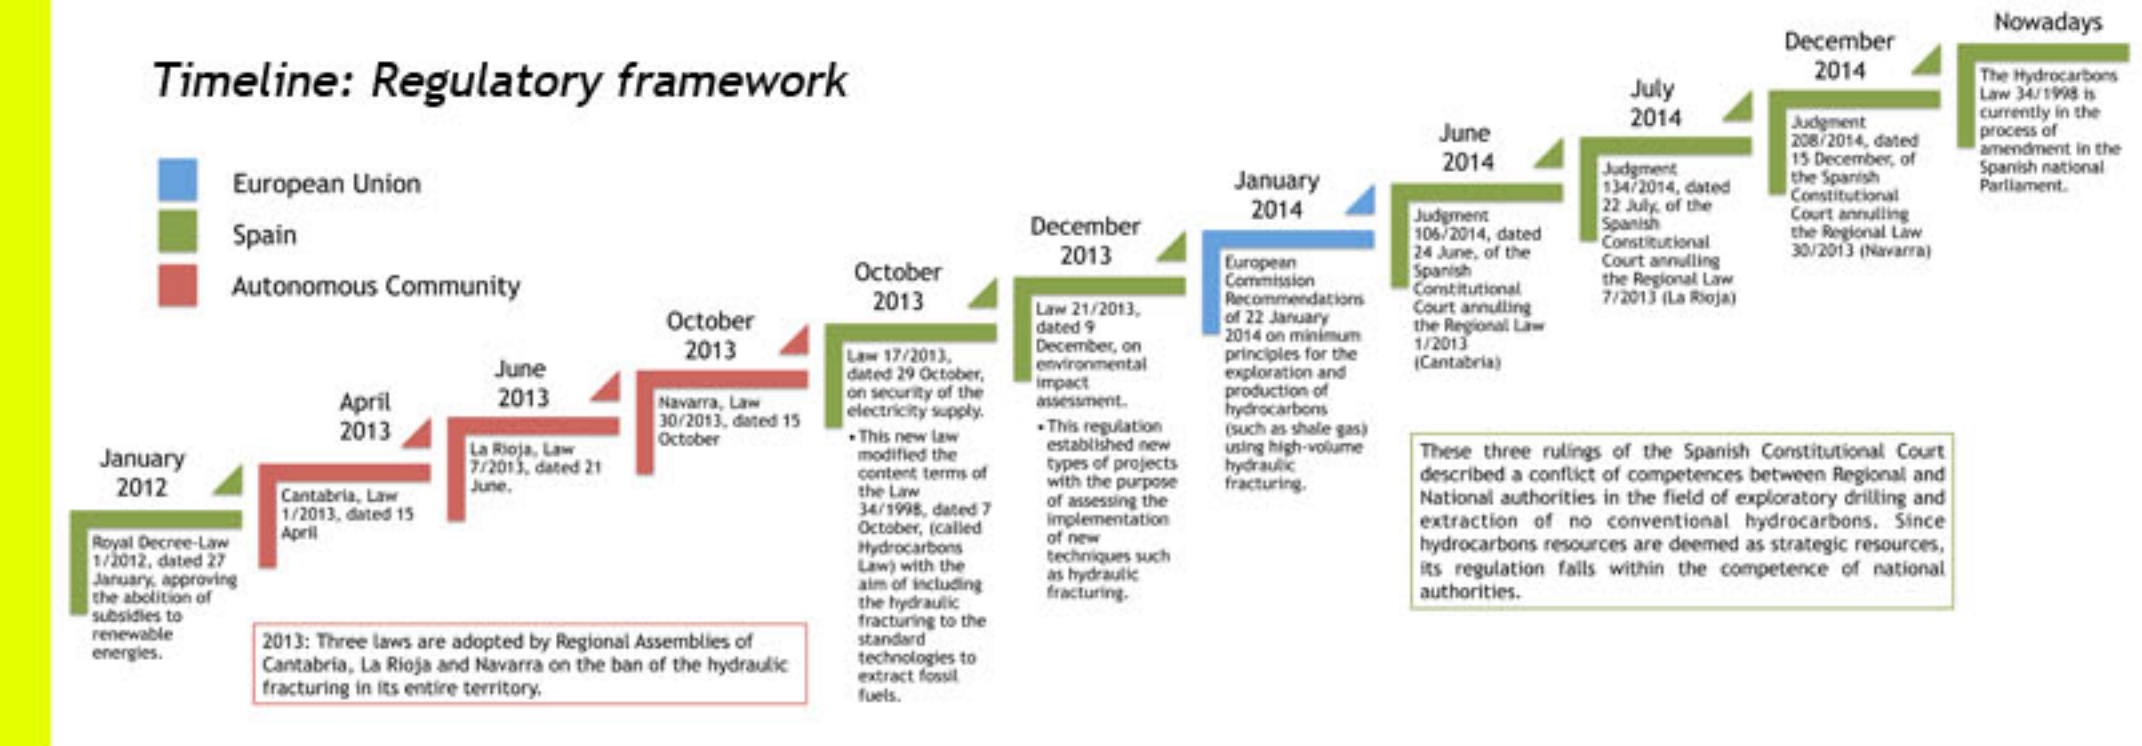 Timeline: Regulatory framework
European Union
Spain
Autonomous Community
January
2012
Royal Decree-Law
1/2012, dated 27
January, approving
the abolition of
subsidies to
renewable
energies.
April
2013
Cantabria, Law
1/2013, dated 15
April
June
2013
La Rioja, Law
7/2013, dated 21
June.
October
2013
Navarra, Law
30/2013, dated 15
October
2013: Three laws are adopted by Regional Assemblies of
Cantabria, La Rioja and Navarra on the ban of the hydraulic
fracturing in its entire territory.
October
2013
Law 17/2013,
dated 29 October,
on security of the
electricity supply.
• This new law
modified the
content terms of
the Law
34/1998, dated 7
October, (called
Hydrocarbons
Law) with the
aim of including
the hydraulic
fracturing to the
standard
technologies to
extract fossil
fuels.
December
2013
Law 21/2013,
dated 9
December, on
environmental
impact
assessment.
• This regulation
established new
types of projects
with the purpose
of assessing the
implementation
of new
techniques such
as hydraulic
fracturing.
January
2014
European
Commission
Recommendations
of 22 January
2014 on minimum
principles for the
exploration and
production of
hydrocarbons
(such as shale gas)
using high-volume
hydraulic
fracturing.
June
2014
Judgment
106/2014, dated
24 June, of the
Spanish
Constitutional
Court annulling
the Regional Law
1/2013
(Cantabria)
July
2014
Judgment
134/2014, dated
22 July, of the
Spanish
Constitutional
Court annulling
the Regional Law
7/2013 (La Rioja)
December
2014
Judgment
208/2014, dated
15 December, of
the Spanish
Constitutional
Court annulling
the Regional Law
30/2013 (Navarra)
Nowadays
The Hydrocarbons
Law 34/1998 is
currently in the
process of
amendment in the
Spanish national
Parliament.
These three rulings of the Spanish Constitutional Court
described a conflict of competences between Regional and
National authorities in the field of exploratory drilling and
extraction of no conventional hydrocarbons. Since
hydrocarbons resources are deemed as strategic resources,
its regulation falls within the competence of national
authorities.